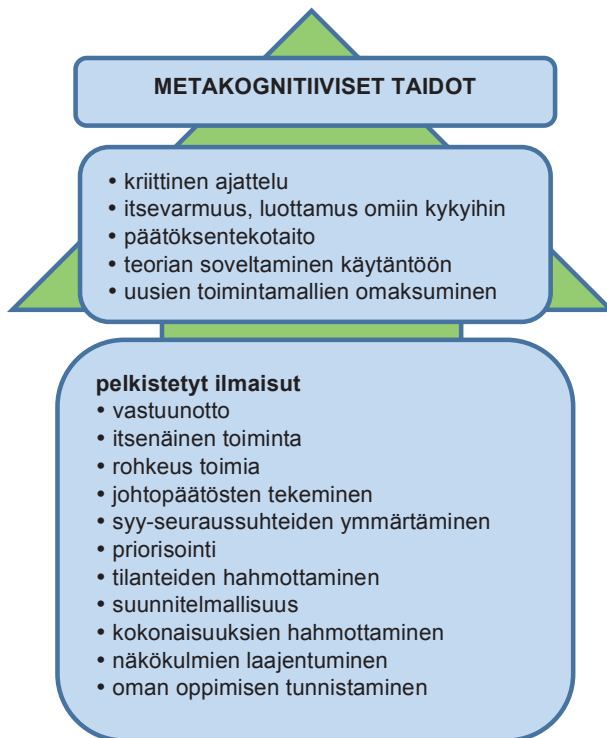 METAKOGNITIIVISET TAIDOT
• kriittinen ajattelu
• itsevarmuus, luottamus omiin kykyihin
• päätöksentekotaito
• teorian soveltaminen käytäntöön
• uusien toimintamallien omaksuminen
pelkistetyt ilmaisut
• vastuunotto
• itsenäinen toiminta
• rohkeus toimia
• johtopäätösten tekeminen
• syy-seuraussuhteiden ymmärtäminen
• priorisointi
• tilanteiden hahmottaminen
• suunnitelmallisuus
• kokonaisuuksien hahmottaminen
• näkökulmien laajentuminen
• oman oppimisen tunnistaminen